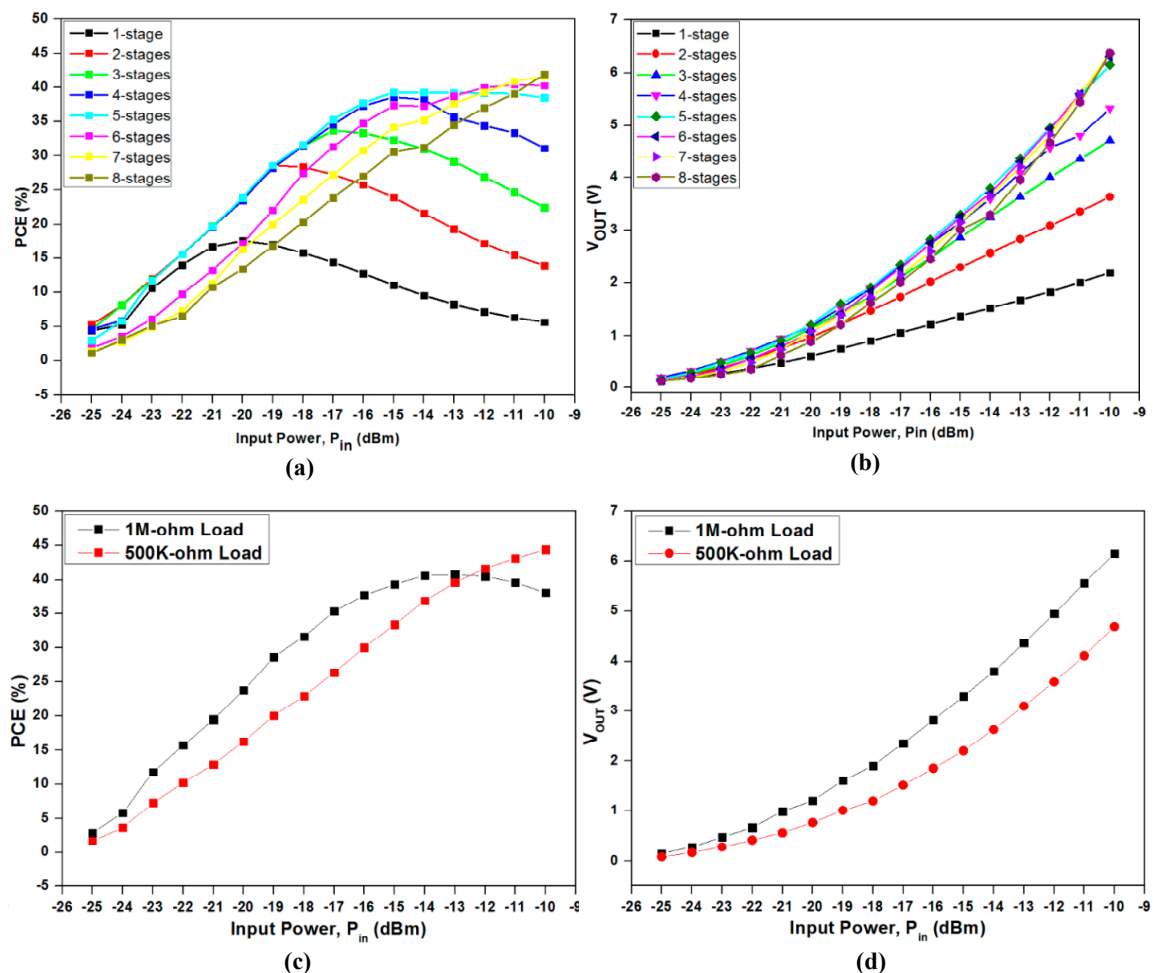 50
45
40
35
30
25
20
15
10
5
0
-5
PCE (%)
1-stage
2-stages
3-stages
4-stages
5-stages
6-stages
7-stages
8-stages
-26 -25 -24 -23 -22 -21 -20 -19 -18 -17 -16 -15 -14 -13 -12 -11 -10 -9
Input Power, Pin (dBm)
(a)
7
6
5
4
3
2
1
0
VOUT (V)
1-stage
2-stages
3-stages
4-stages
5-stages
6-stages
7-stages
8-stages
-26 -25 -24 -23 -22 -21 -20 -19 -18 -17 -16 -15 -14 -13 -12 -11 -10 -9
Input Power, Pin (dBm)
(b)
50
45
40
35
30
25
20
15
10
5
0
-5
PCE (%)
1M-ohm Load
500K-ohm Load
-26 -25 -24 -23 -22 -21 -20 -19 -18 -17 -16 -15 -14 -13 -12 -11 -10 -9
Input Power, Pin (dBm)
(c)
7
6
5
4
3
2
1
0
VOUT (V)
1M-ohm Load
500K-ohm Load
-26 -25 -24 -23 -22 -21 -20 -19 -18 -17 -16 -15 -14 -13 -12 -11 -10 -9
Input Power, Pin (dBm)
(d)